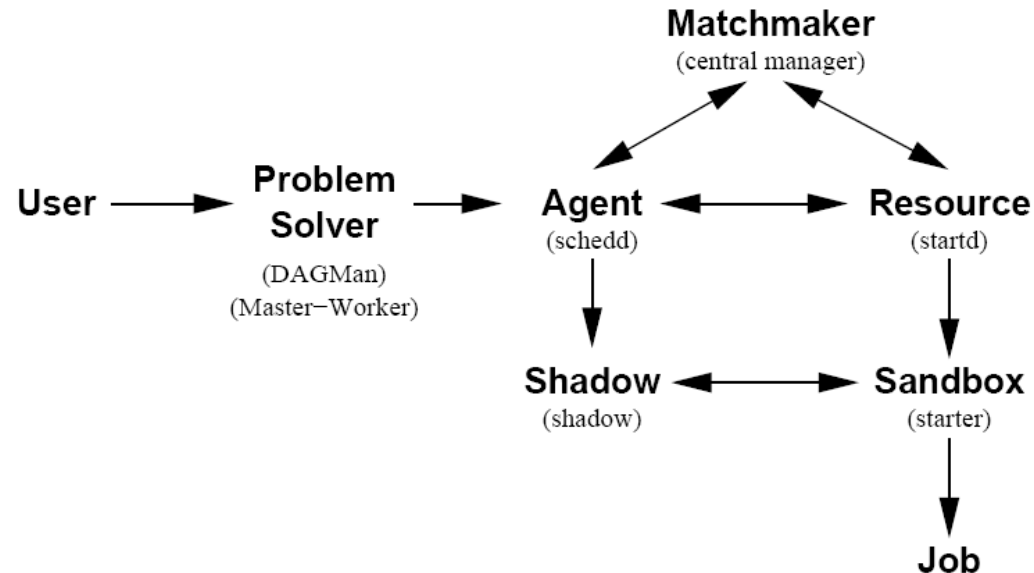 Matchmaker
(central manager)
User
Problem
Solver
(DAGMan)
(Master−Worker)
Agent
(schedd)
Resource
(startd)
Shadow
(shadow)
Sandbox
(starter)
Job